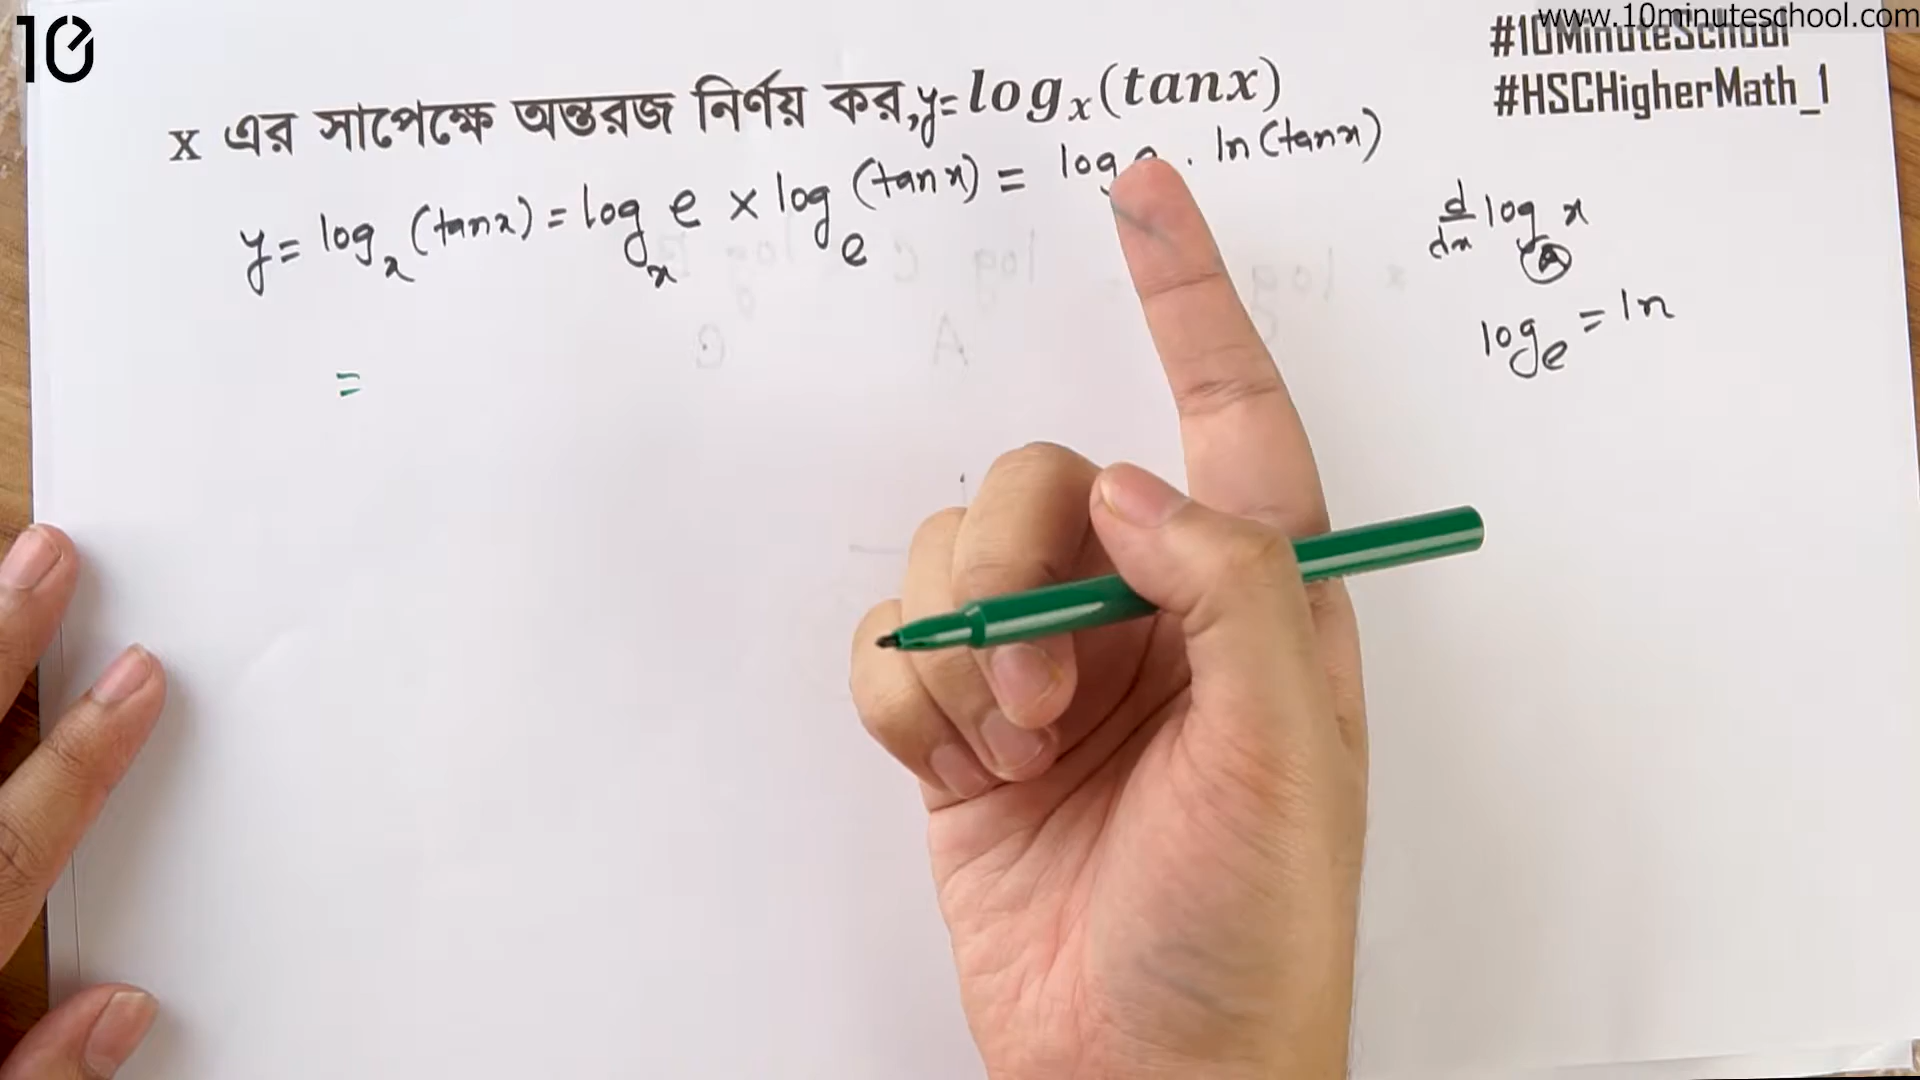 10
www.10minuteschool.com
#10MinuteSchool
#HSCHigherMath_1
x এর সাপেক্ষে অন্তরজ নির্ণয় কর, y= logₓ(tanx)
y = logₓ (tanx) = logₓ e × logₑ (tanx) = log . ln(tanx)
=
d/dx log x
logₑ = ln